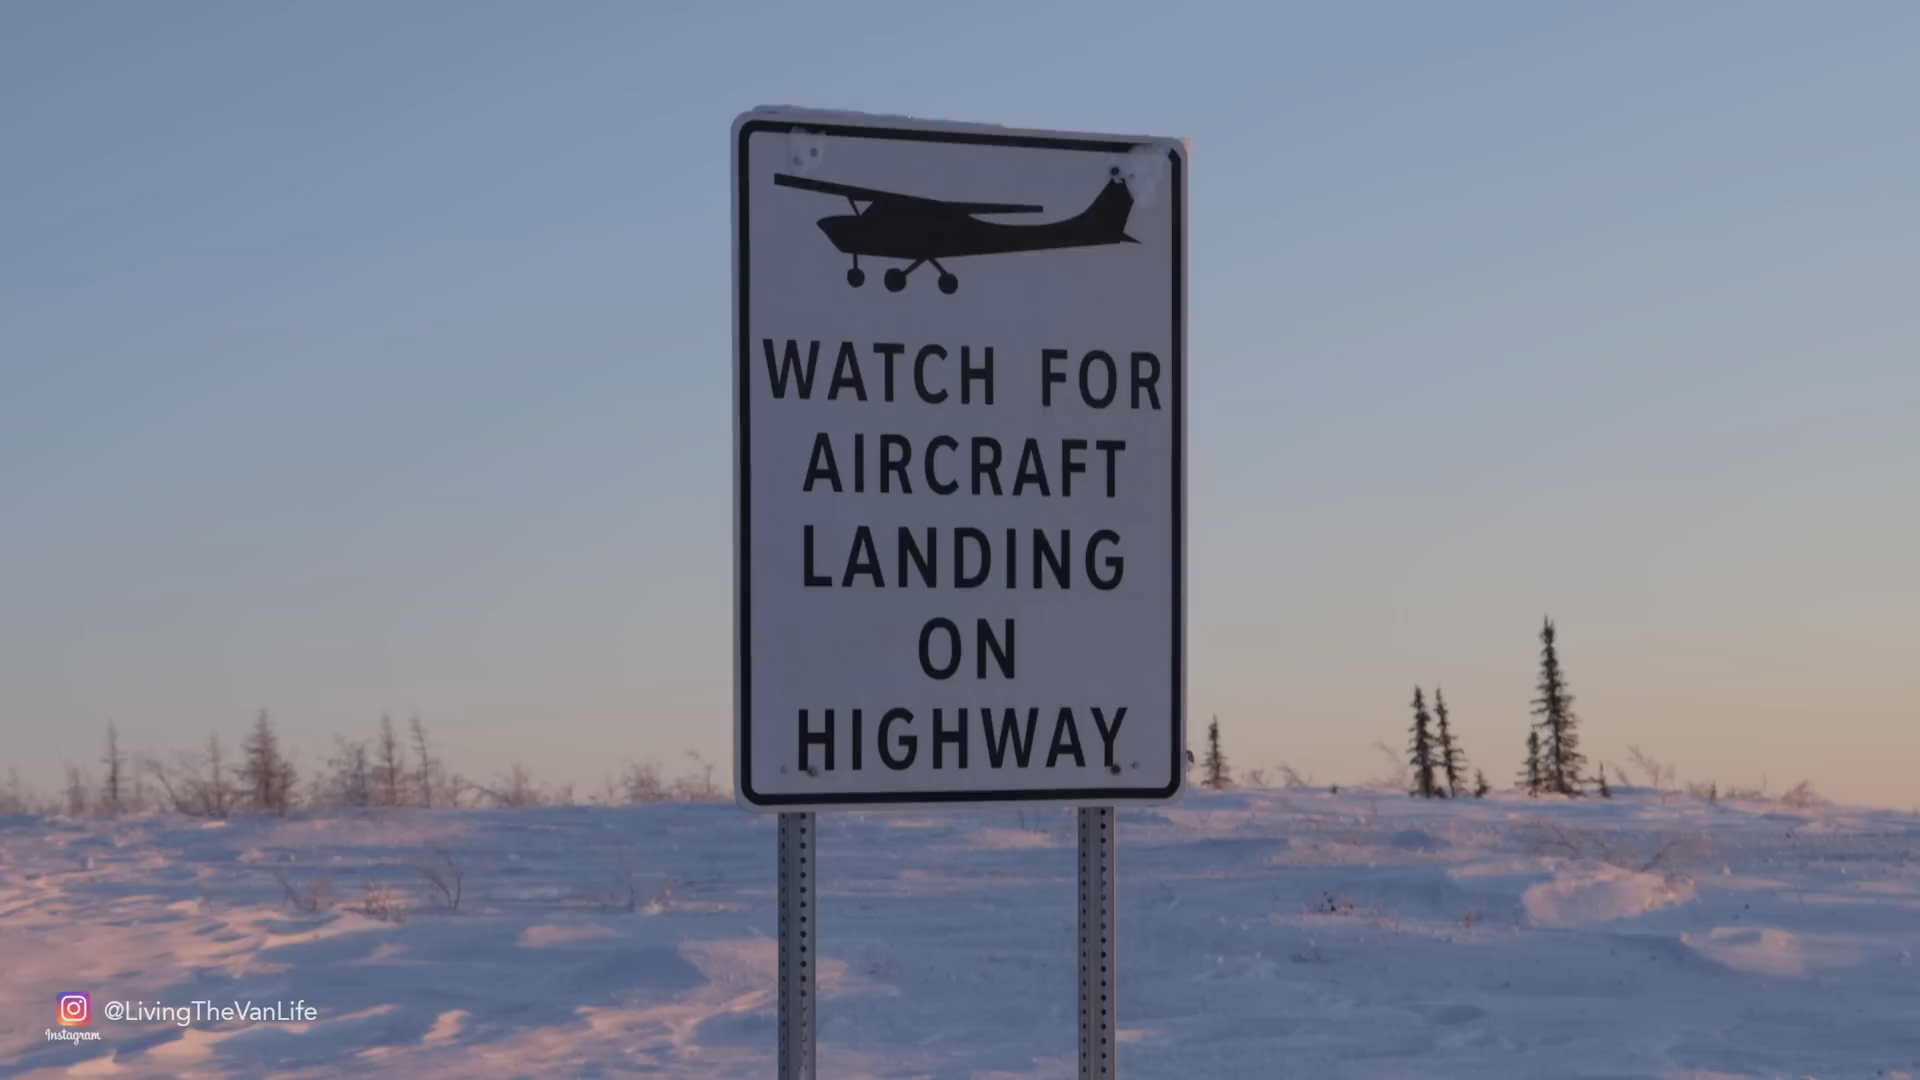 WATCH FOR
AIRCRAFT
LANDING
ON
HIGHWAY
@LivingTheVanLife
Instagram